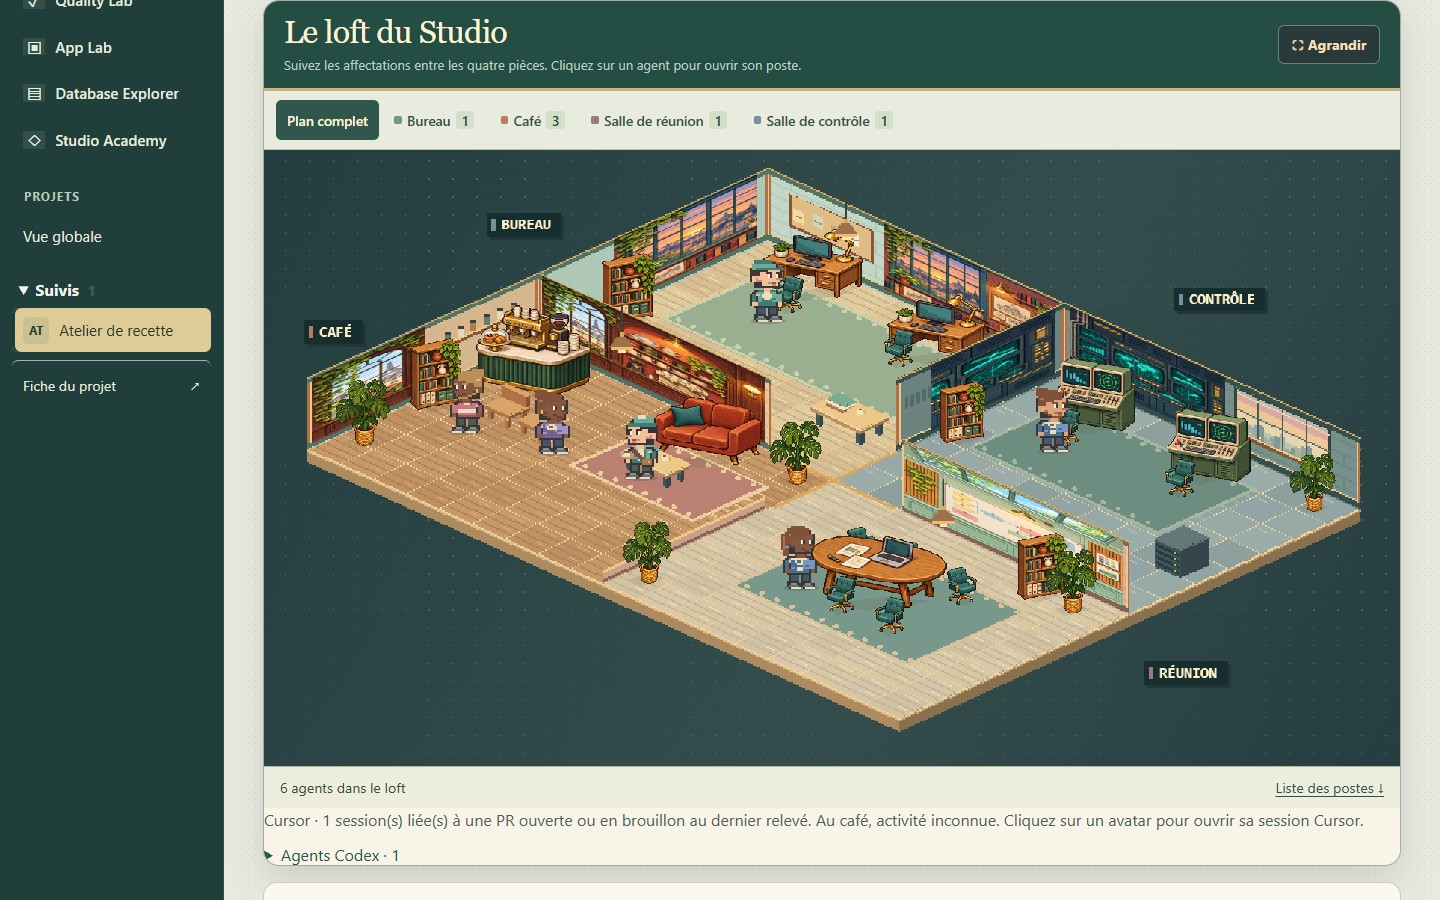 Quality Lab
App Lab
Database Explorer
Studio Academy
PROJETS
Vue globale
▼ Suivis 1
AT Atelier de recette
Fiche du projet ↗
Le loft du Studio
Suivez les affectations entre les quatre pièces. Cliquez sur un agent pour ouvrir son poste.
Agrandir
Plan complet
Bureau 1
Café 3
Salle de réunion 1
Salle de contrôle 1
BUREAU
CONTRÔLE
CAFÉ
RÉUNION
6 agents dans le loft
Liste des postes ↓
Cursor · 1 session(s) liée(s) à une PR ouverte ou en brouillon au dernier relevé. Au café, activité inconnue. Cliquez sur un avatar pour ouvrir sa session Cursor.
► Agents Codex · 1